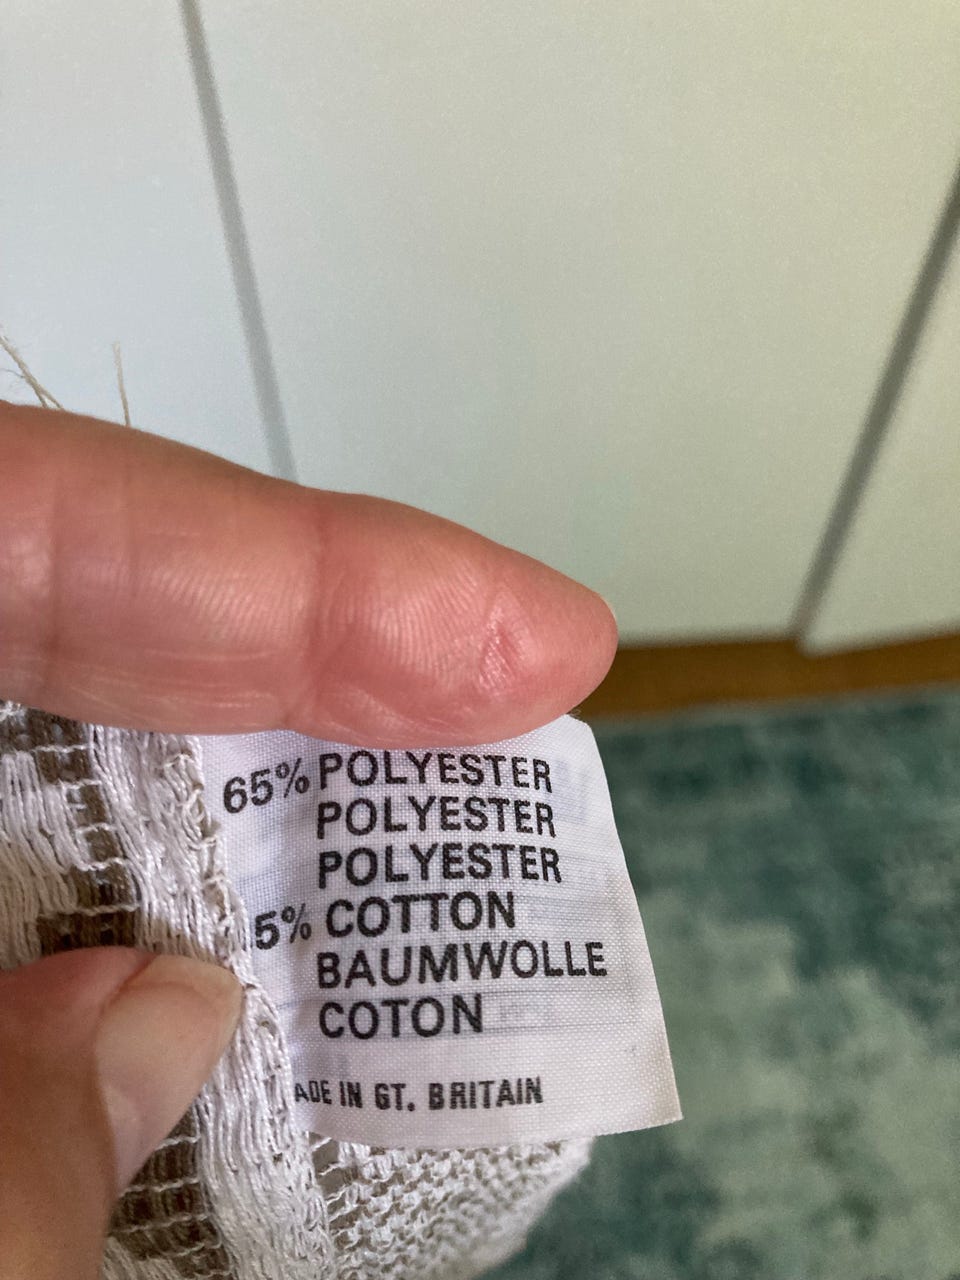 65% POLYESTER
POLYESTER
POLYESTER
5% COTTON
BAUMWOLLE
COTON
ADE IN GT. BRITAIN